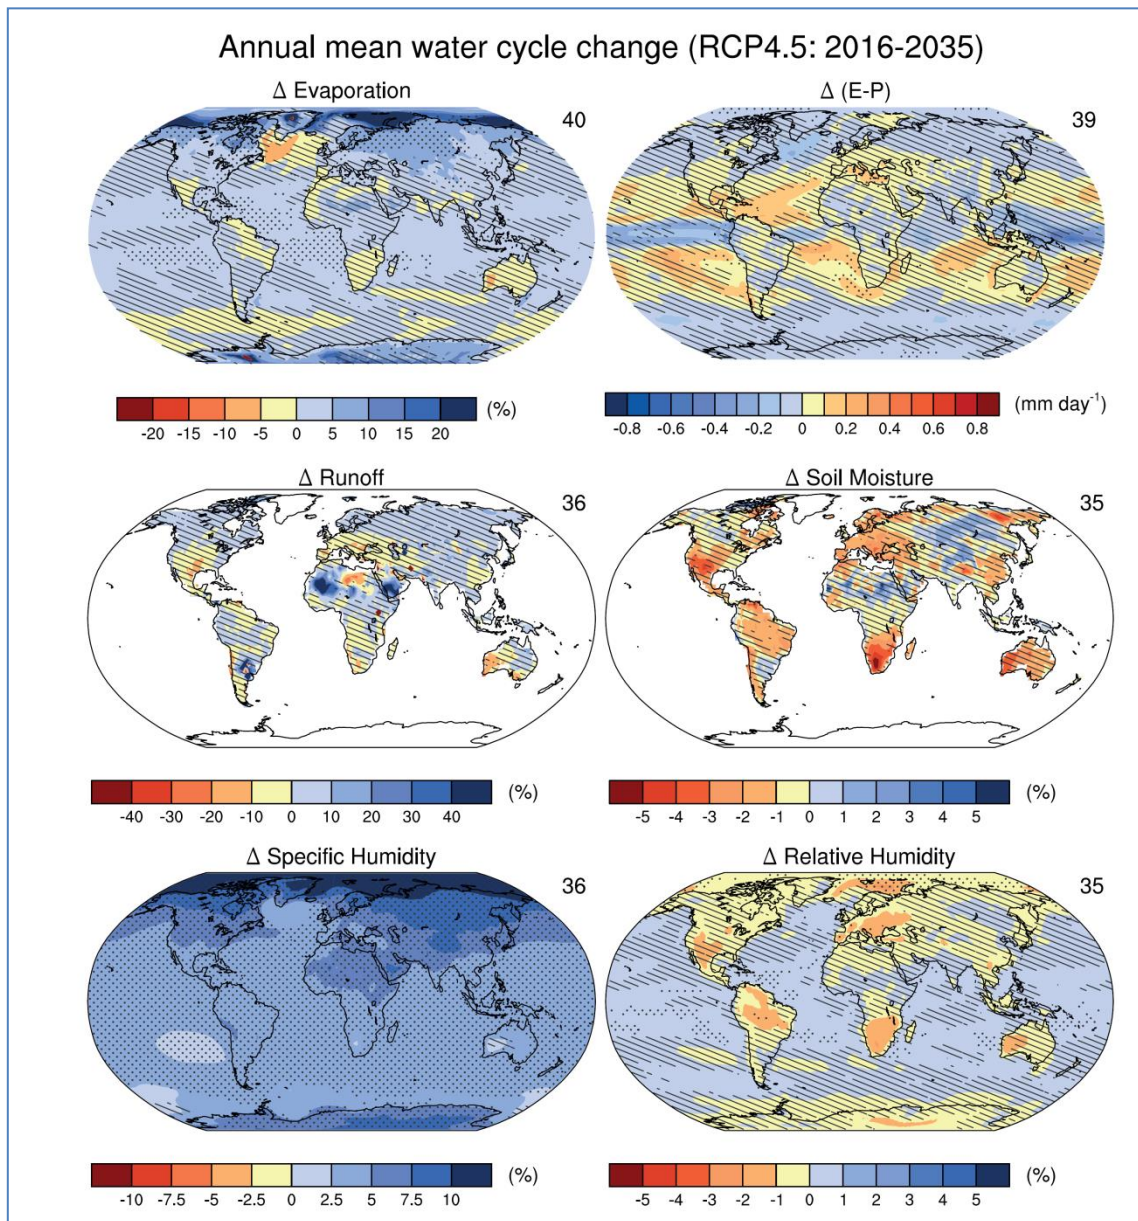 Annual mean water cycle change (RCP4.5: 2016-2035)
Δ Evaporation
40
-20 -15 -10 -5 0 5 10 15 20
(%)
Δ (E-P)
39
-0.8 -0.6 -0.4 -0.2 0 0.2 0.4 0.6 0.8
(mm day⁻¹)
Δ Runoff
36
-40 -30 -20 -10 0 10 20 30 40
(%)
Δ Soil Moisture
35
-5 -4 -3 -2 -1 0 1 2 3 4 5
(%)
Δ Specific Humidity
36
-10 -7.5 -5 -2.5 0 2.5 5 7.5 10
(%)
Δ Relative Humidity
35
-5 -4 -3 -2 -1 0 1 2 3 4 5
(%)